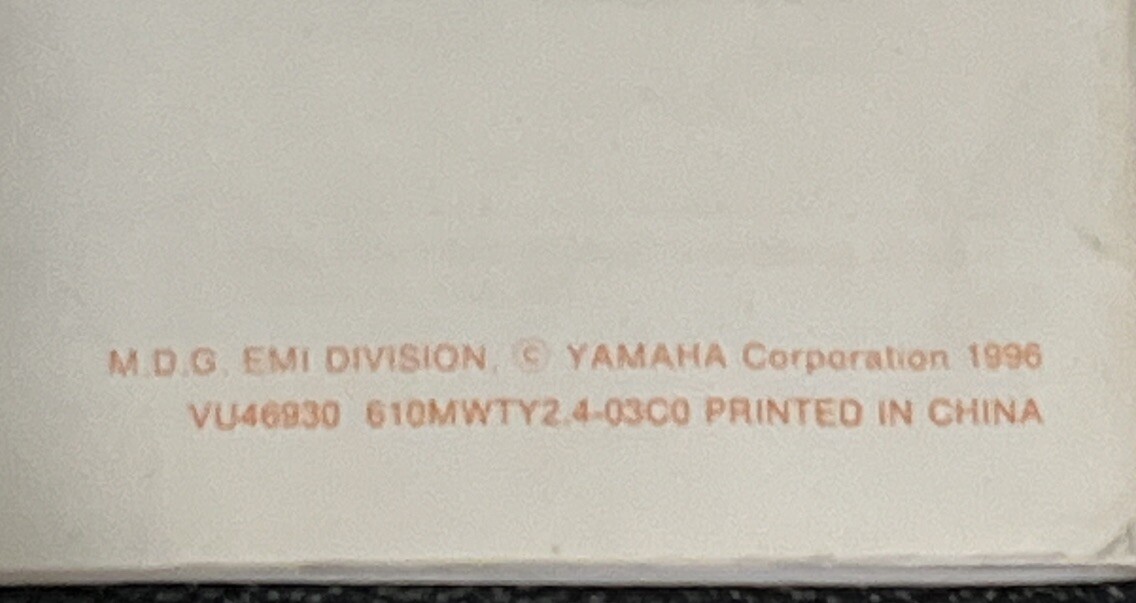 M.D.G. EMI DIVISION, © YAMAHA Corporation 1996
VU46930 610MWTY2.4-03C0 PRINTED IN CHINA